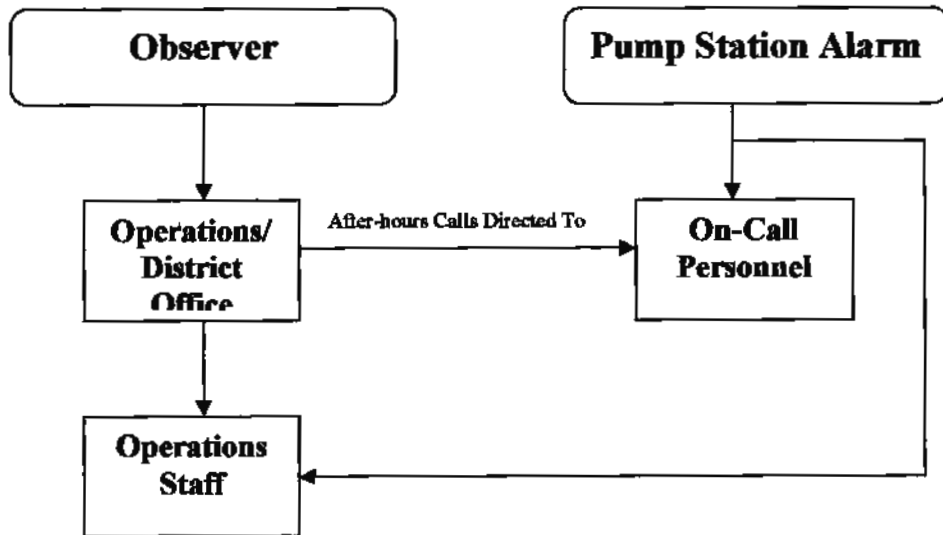 Observer
Pump Station Alarm
Operations/
District
Office
After-hours Calls Directed To
On-Call
Personnel
Operations
Staff